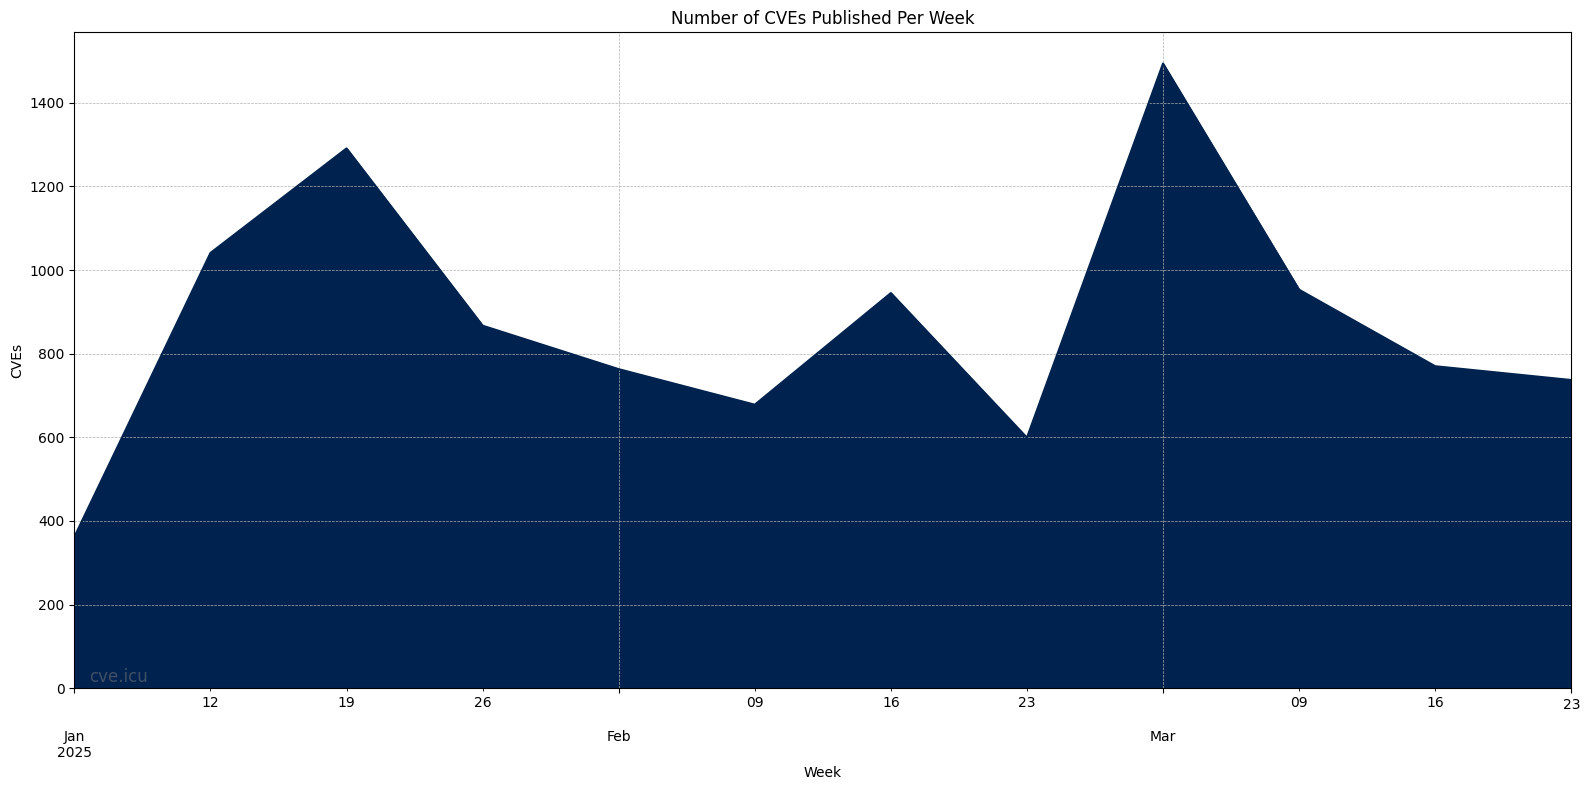 Number of CVEs Published Per Week
1400
1200
1000
800
600
400
200
0
CVEs
cve.icu
12 19 26 09 16 23 09 16 23
Jan Feb Mar
2025
Week